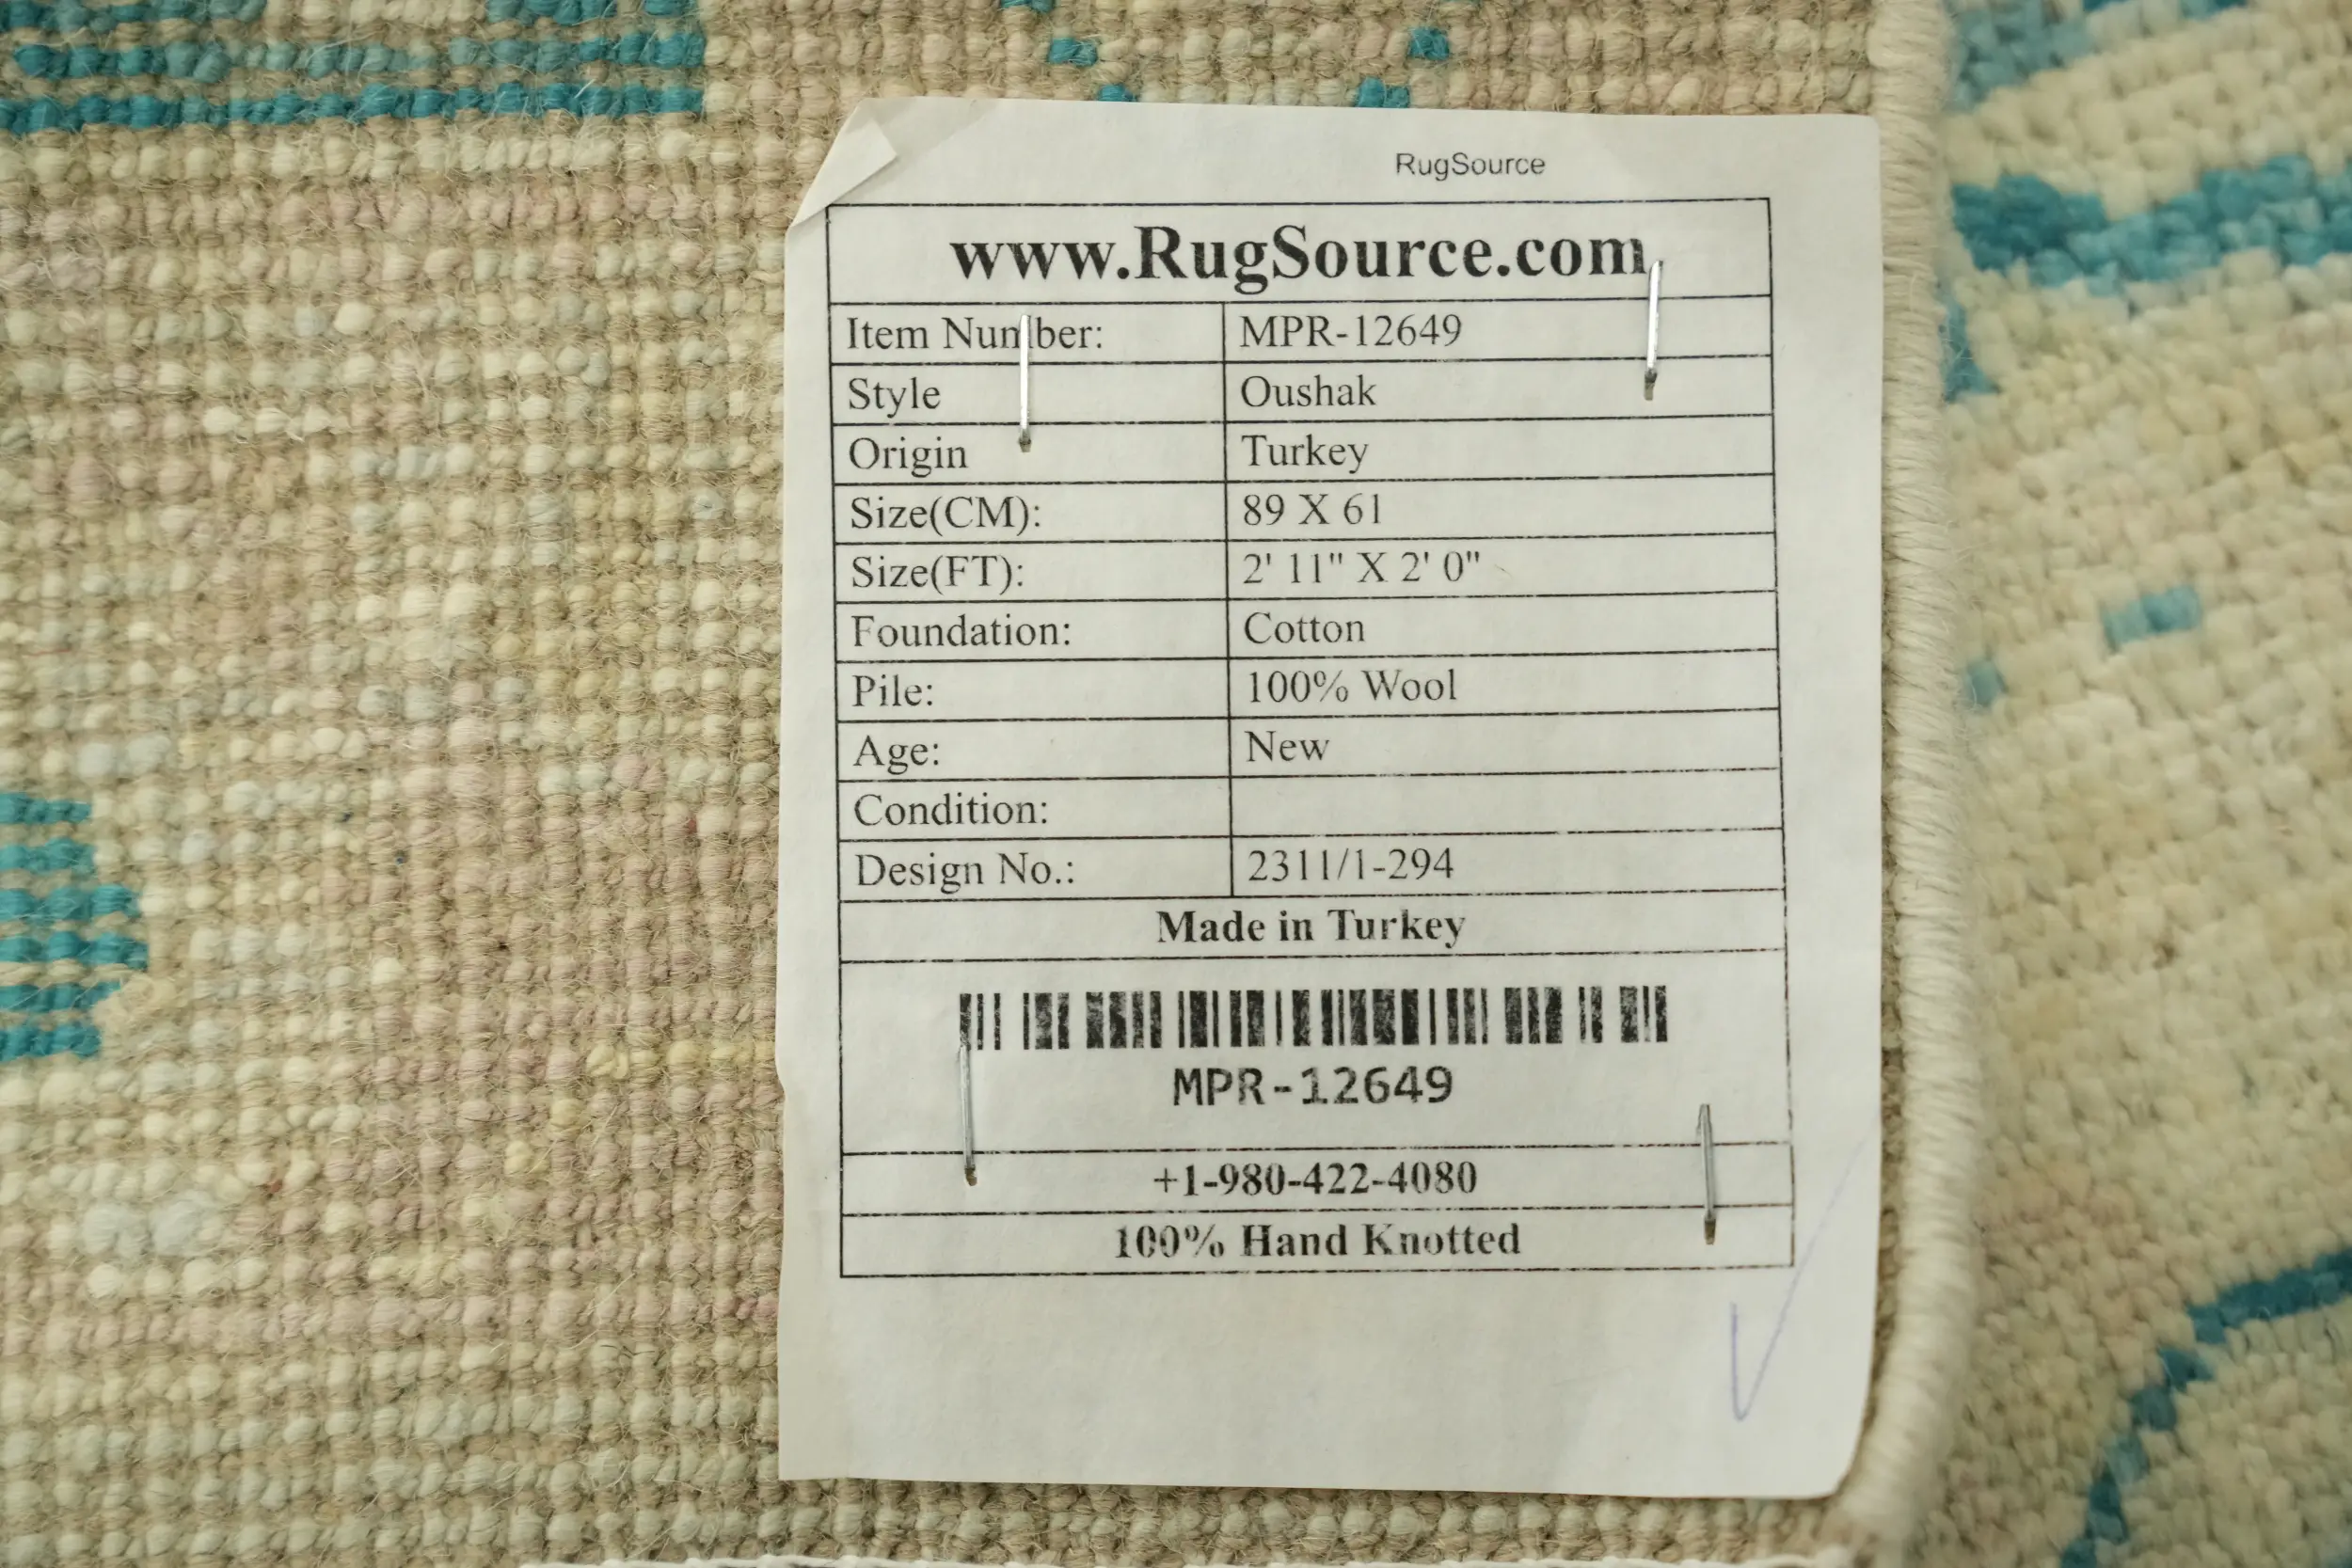 RugSource
www.RugSource.com
Item Number: MPR-12649
Style Oushak
Origin Turkey
Size(CM): 89 X 61
Size(FT): 2' 11" X 2' 0"
Foundation: Cotton
Pile: 100% Wool
Age: New
Condition:
Design No.: 2311/1-294
Made in Turkey
MPR-12649
+1-980-422-4080
100% Hand Knotted